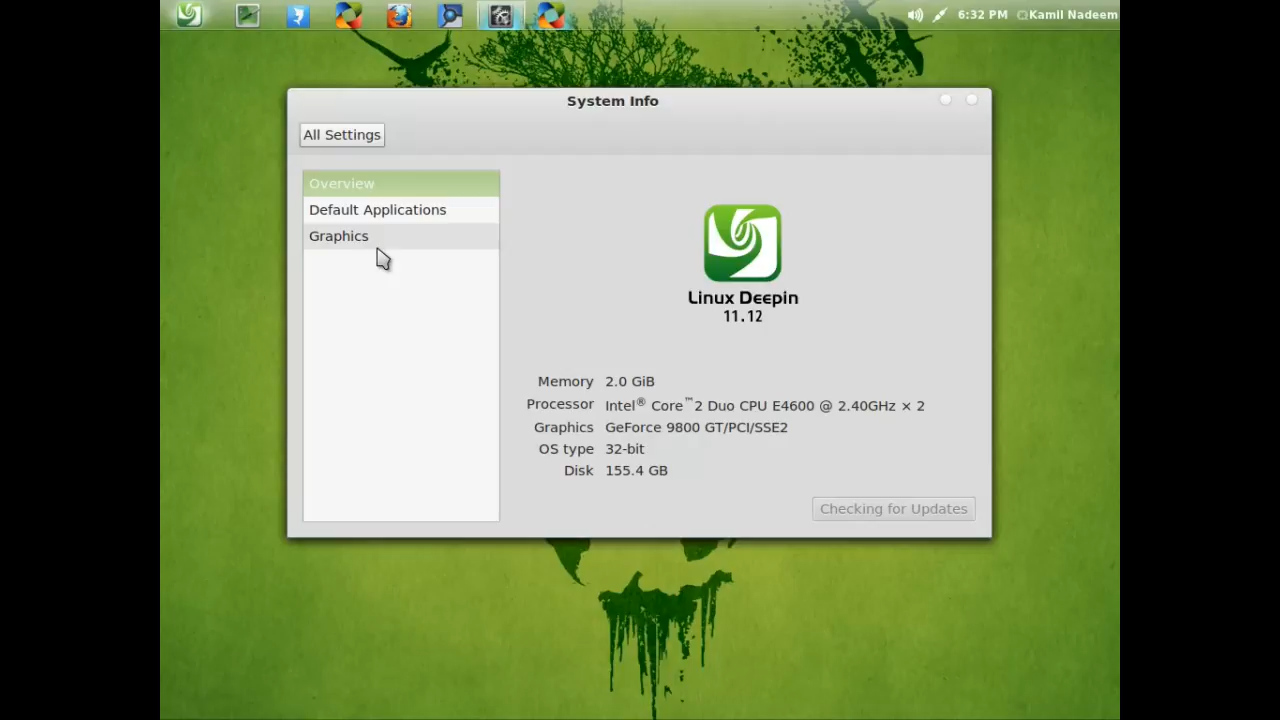 6:32 PM Kamil Nadeem
System Info
All Settings
Overview
Default Applications
Graphics
Linux Deepin
11.12
Memory 2.0 GiB
Processor Intel® Core™2 Duo CPU E4600 @ 2.40GHz × 2
Graphics GeForce 9800 GT/PCI/SSE2
OS type 32-bit
Disk 155.4 GB
Checking for Updates